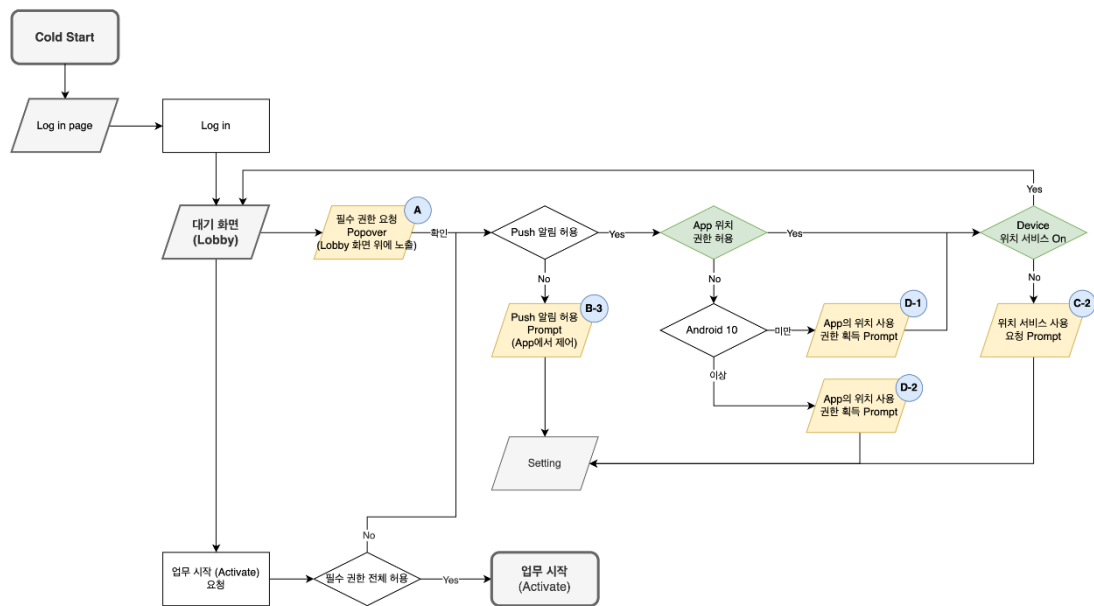 Cold Start
Log in page
Log in
Yes
대기 화면
(Lobby)
필수 권한 요청
Popover
(Lobby 화면 위에 노출)
A
확인
Push 알림 허용
Yes
App 위치
권한 허용
Yes
Device
위치 서비스 On
No
No
No
Push 알림 허용
Prompt
(App에서 제어)
B-3
Android 10
미만
App의 위치 사용
권한 획득 Prompt
D-1
위치 서비스 사용
요청 Prompt
C-2
이상
App의 위치 사용
권한 획득 Prompt
D-2
Setting
No
업무 시작 (Activate)
요청
필수 권한 전체 허용
Yes
업무 시작
(Activate)